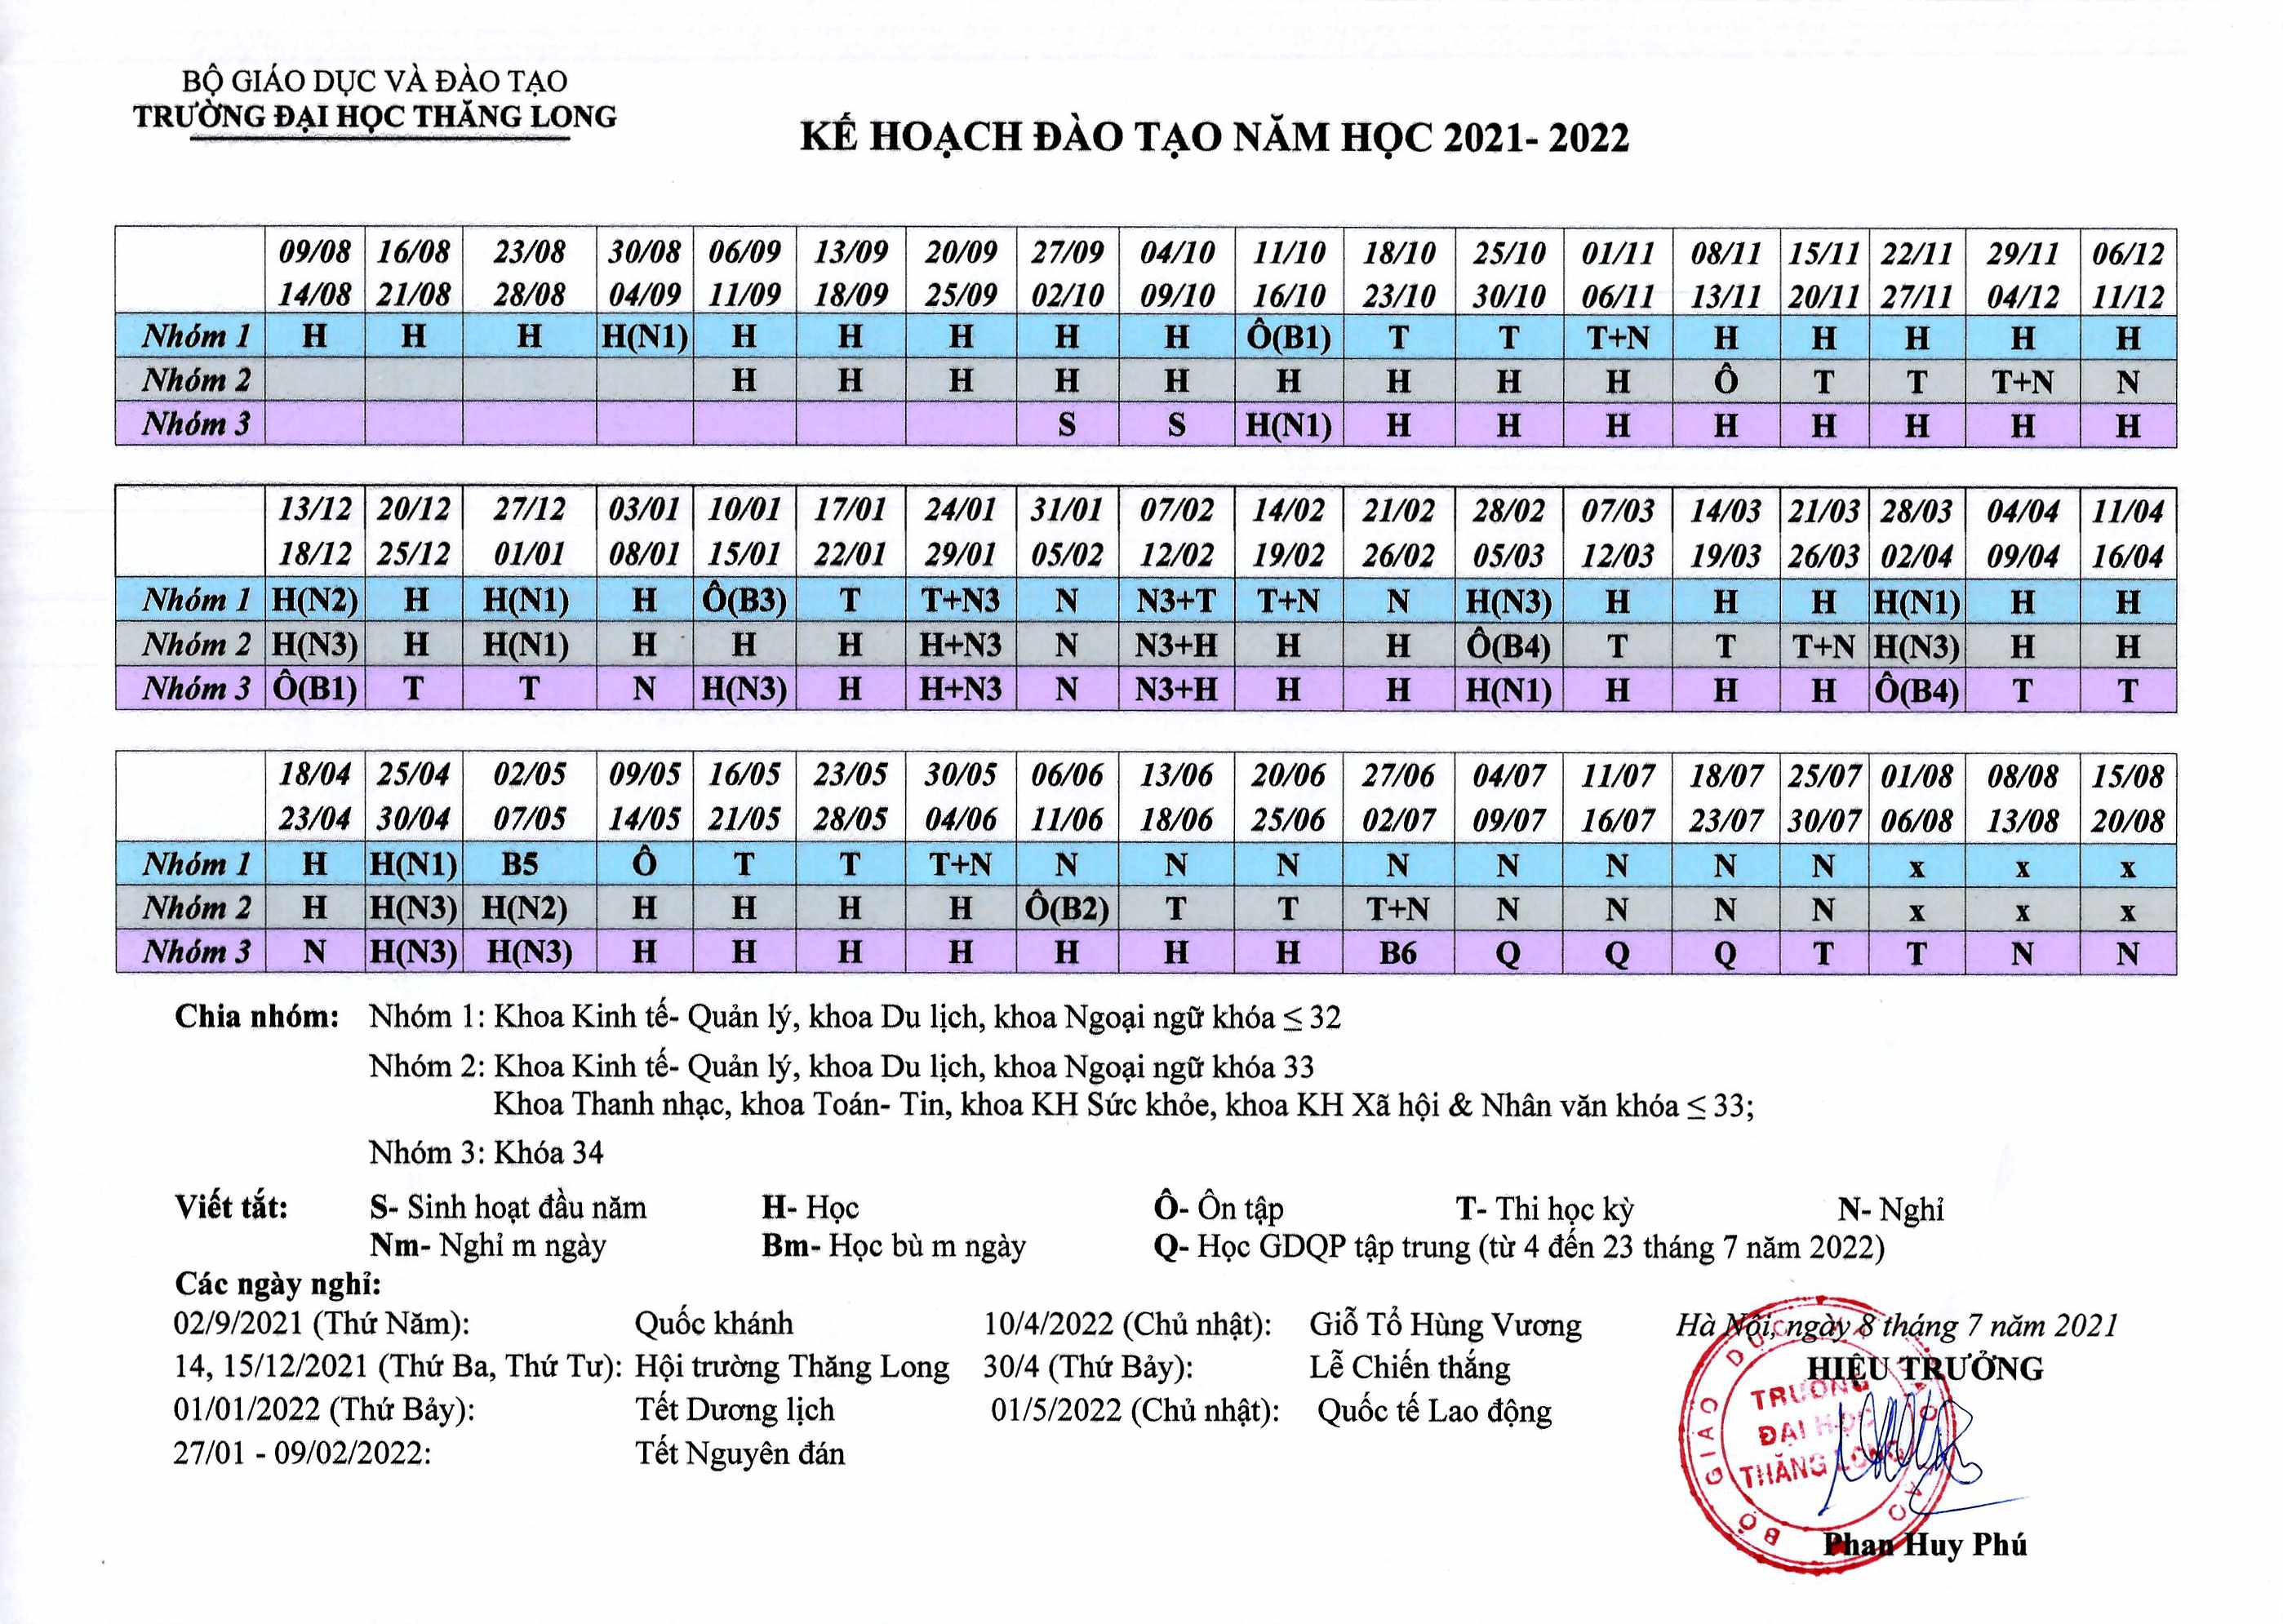 BỘ GIÁO DỤC VÀ ĐÀO TẠO
TRƯỜNG ĐẠI HỌC THĂNG LONG
KẾ HOẠCH ĐÀO TẠO NĂM HỌC 2021- 2022
09/08 16/08 23/08 30/08 06/09 13/09 20/09 27/09 04/10 11/10 18/10 25/10 01/11 08/11 15/11 22/11 29/11 06/12
14/08 21/08 28/08 04/09 11/09 18/09 25/09 02/10 09/10 16/10 23/10 30/10 06/11 13/11 20/11 27/11 04/12 11/12
Nhóm 1 H H H H(N1) H H H H H Ô(B1) T T T+N H H H H H
Nhóm 2 H H H H H H H H H Ô T T T+N N
Nhóm 3 S S H(N1) H H H H H H H H
13/12 20/12 27/12 03/01 10/01 17/01 24/01 31/01 07/02 14/02 21/02 28/02 07/03 14/03 21/03 28/03 04/04 11/04
18/12 25/12 01/01 08/01 15/01 22/01 29/01 05/02 12/02 19/02 26/02 05/03 12/03 19/03 26/03 02/04 09/04 16/04
Nhóm 1 H(N2) H H(N1) H Ô(B3) T T+N3 N N3+T T+N N H(N3) H H H H(N1) H H
Nhóm 2 H(N3) H H(N1) H H H H+N3 N N3+H H H Ô(B4) T T T+N H(N3) H H
Nhóm 3 Ô(B1) T T N H(N3) H H+N3 N N3+H H H H(N1) H H H Ô(B4) T T
18/04 25/04 02/05 09/05 16/05 23/05 30/05 06/06 13/06 20/06 27/06 04/07 11/07 18/07 25/07 01/08 08/08 15/08
23/04 30/04 07/05 14/05 21/05 28/05 04/06 11/06 18/06 25/06 02/07 09/07 16/07 23/07 30/07 06/08 13/08 20/08
Nhóm 1 H H(N1) B5 Ô T T T+N N N N N N N N N x x x
Nhóm 2 H H(N3) H(N2) H H H H Ô(B2) T T T+N N N N N x x x
Nhóm 3 N H(N3) H(N3) H H H H H H H B6 Q Q Q T T N N
Chia nhóm: Nhóm 1: Khoa Kinh tế- Quản lý, khoa Du lịch, khoa Ngoại ngữ khóa ≤ 32
Nhóm 2: Khoa Kinh tế- Quản lý, khoa Du lịch, khoa Ngoại ngữ khóa 33
Khoa Thanh nhạc, khoa Toán- Tin, khoa KH Sức khỏe, khoa KH Xã hội & Nhân văn khóa ≤ 33;
Nhóm 3: Khóa 34
Viết tắt: S- Sinh hoạt đầu năm H- Học Ô- Ôn tập T- Thi học kỳ N- Nghỉ
Nm- Nghỉ m ngày Bm- Học bù m ngày Q- Học GDQP tập trung (từ 4 đến 23 tháng 7 năm 2022)
Các ngày nghỉ:
02/9/2021 (Thứ Năm): Quốc khánh 10/4/2022 (Chủ nhật): Giỗ Tổ Hùng Vương Hà Nội, ngày 8 tháng 7 năm 2021
14, 15/12/2021 (Thứ Ba, Thứ Tư): Hội trường Thăng Long 30/4 (Thứ Bảy): Lễ Chiến thắng HIỆU TRƯỞNG
01/01/2022 (Thứ Bảy): Tết Dương lịch 01/5/2022 (Chủ nhật): Quốc tế Lao động
27/01 - 09/02/2022: Tết Nguyên đán
BỘ GIÁO DỤC VÀ ĐÀO TẠO
TRƯỜNG
ĐẠI HỌC
THĂNG LONG
Phan Huy Phú